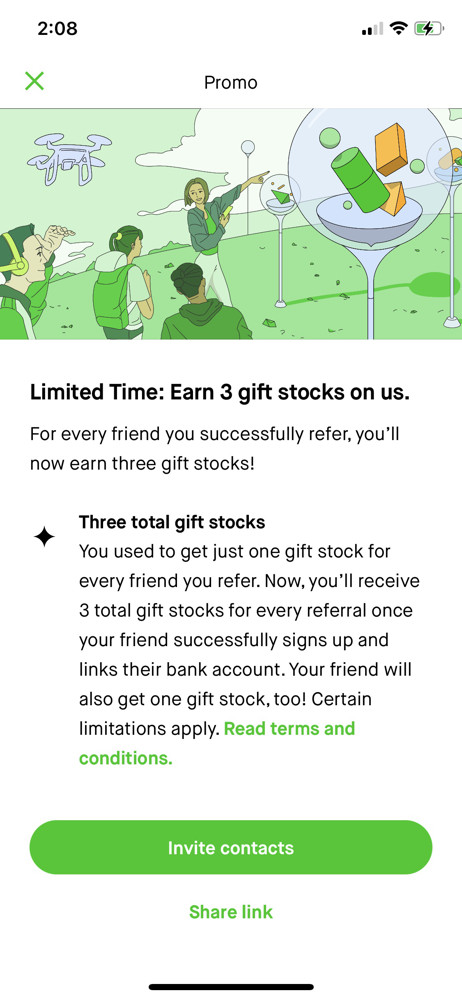 2:08
Promo
Limited Time: Earn 3 gift stocks on us.
For every friend you successfully refer, you'll
now earn three gift stocks!
Three total gift stocks
You used to get just one gift stock for
every friend you refer. Now, you'll receive
3 total gift stocks for every referral once
your friend successfully signs up and
links their bank account. Your friend will
also get one gift stock, too! Certain
limitations apply. Read terms and
conditions.
Invite contacts
Share link